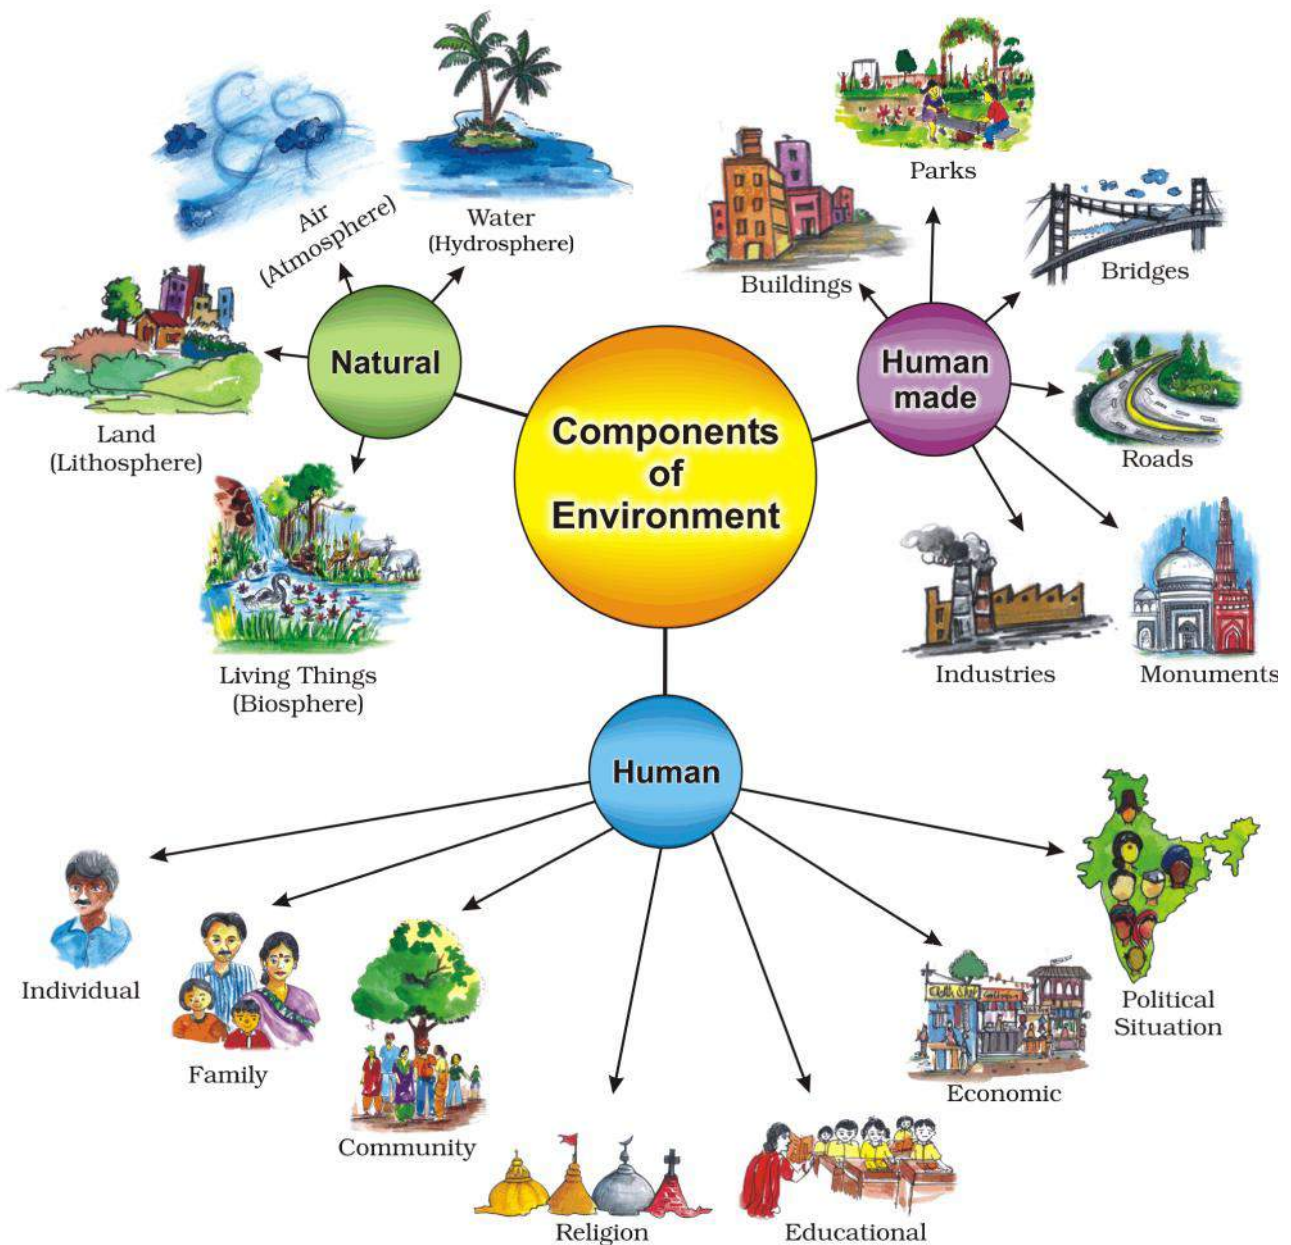 Components
of
Environment
Natural
Air
(Atmosphere)
Water
(Hydrosphere)
Land
(Lithosphere)
Living Things
(Biosphere)
Human
made
Buildings
Parks
Bridges
Roads
Industries
Monuments
Human
Individual
Family
Community
Religion
Educational
Economic
Political
Situation